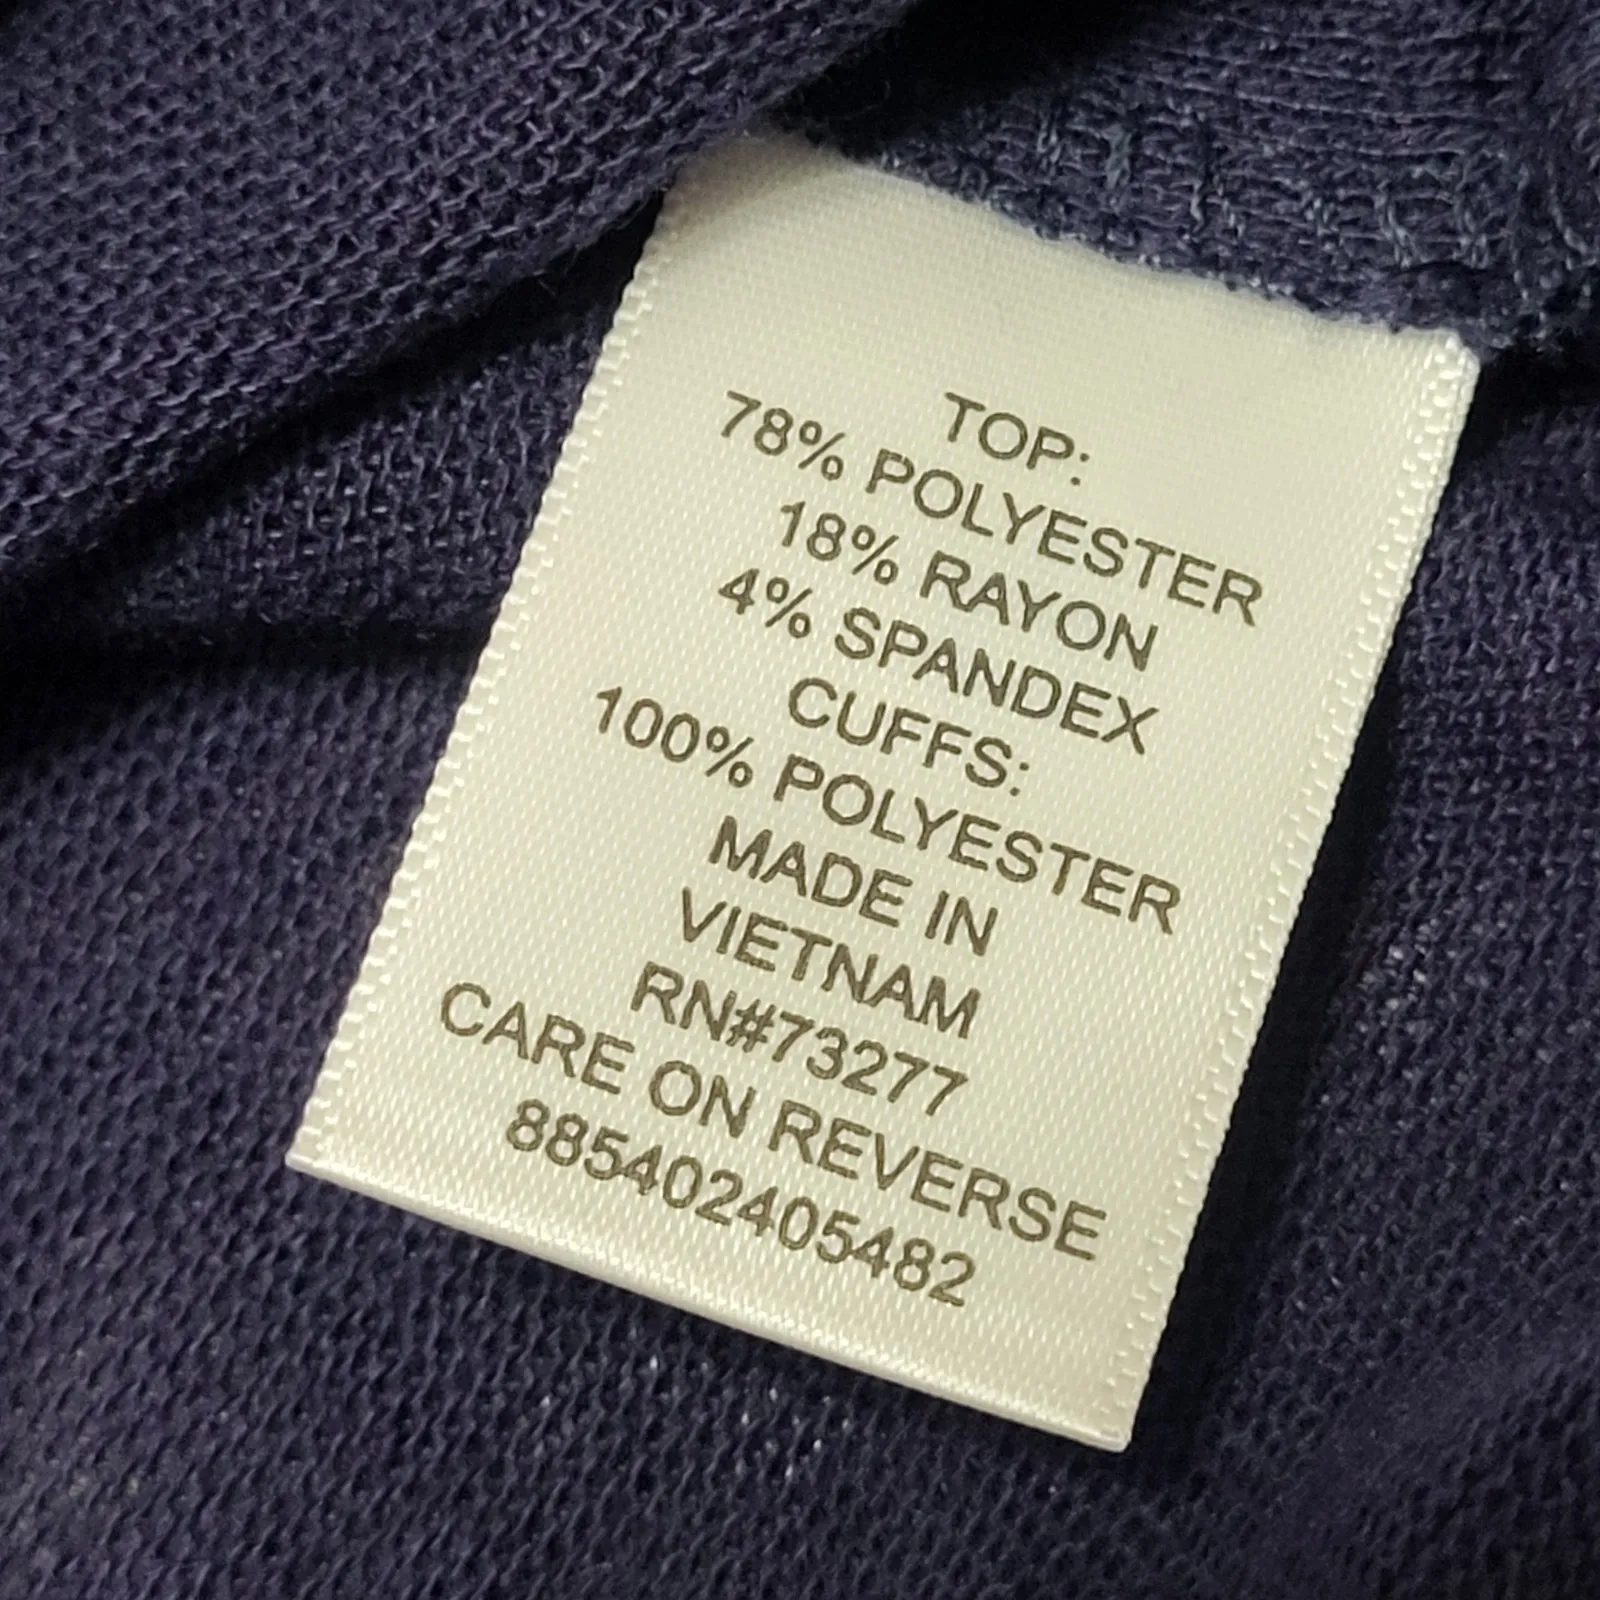 TOP:
78% POLYESTER
18% RAYON
4% SPANDEX
CUFFS:
100% POLYESTER
MADE IN
VIETNAM
RN#73277
CARE ON REVERSE
885402405482